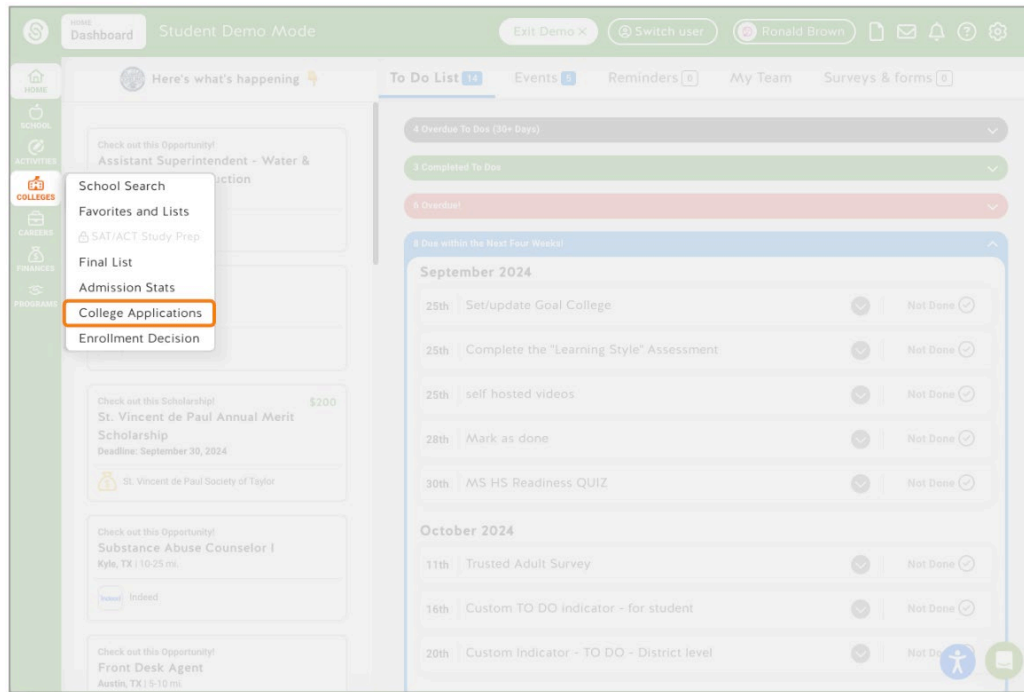 HOME
Dashboard
Student Demo Mode
Exit Demo ×
Switch user
Ronald Brown
HOME
SCHOOL
ACTIVITIES
COLLEGES
CAREERS
FINANCES
PROGRAMS
School Search
Favorites and Lists
SAT/ACT Study Prep
Final List
Admission Stats
College Applications
Enrollment Decision
Here's what's happening
Check out this Opportunity!
Assistant Superintendent - Water &
uction
Check out this Scholarship!
$200
St. Vincent de Paul Annual Merit
Scholarship
Deadline: September 30, 2024
St. Vincent de Paul Society of Taylor
Check out this Opportunity!
Substance Abuse Counselor I
Kyle, TX | 10-25 mi.
indeed Indeed
Check out this Opportunity!
Front Desk Agent
Austin, TX | 5-10 mi.
To Do List 14
Events 5
Reminders 6
My Team
Surveys & forms 0
4 Overdue To Dos (30+ Days)
3 Completed To Dos
6 Overdue!
8 Due within the Next Four Weeks!
September 2024
25th Set/update Goal College Not Done
25th Complete the "Learning Style" Assessment Not Done
25th self hosted videos Not Done
28th Mark as done Not Done
30th MS HS Readiness QUIZ Not Done
October 2024
11th Trusted Adult Survey Not Done
16th Custom TO DO indicator - for student Not Done
20th Custom Indicator - TO DO - District level Not Do